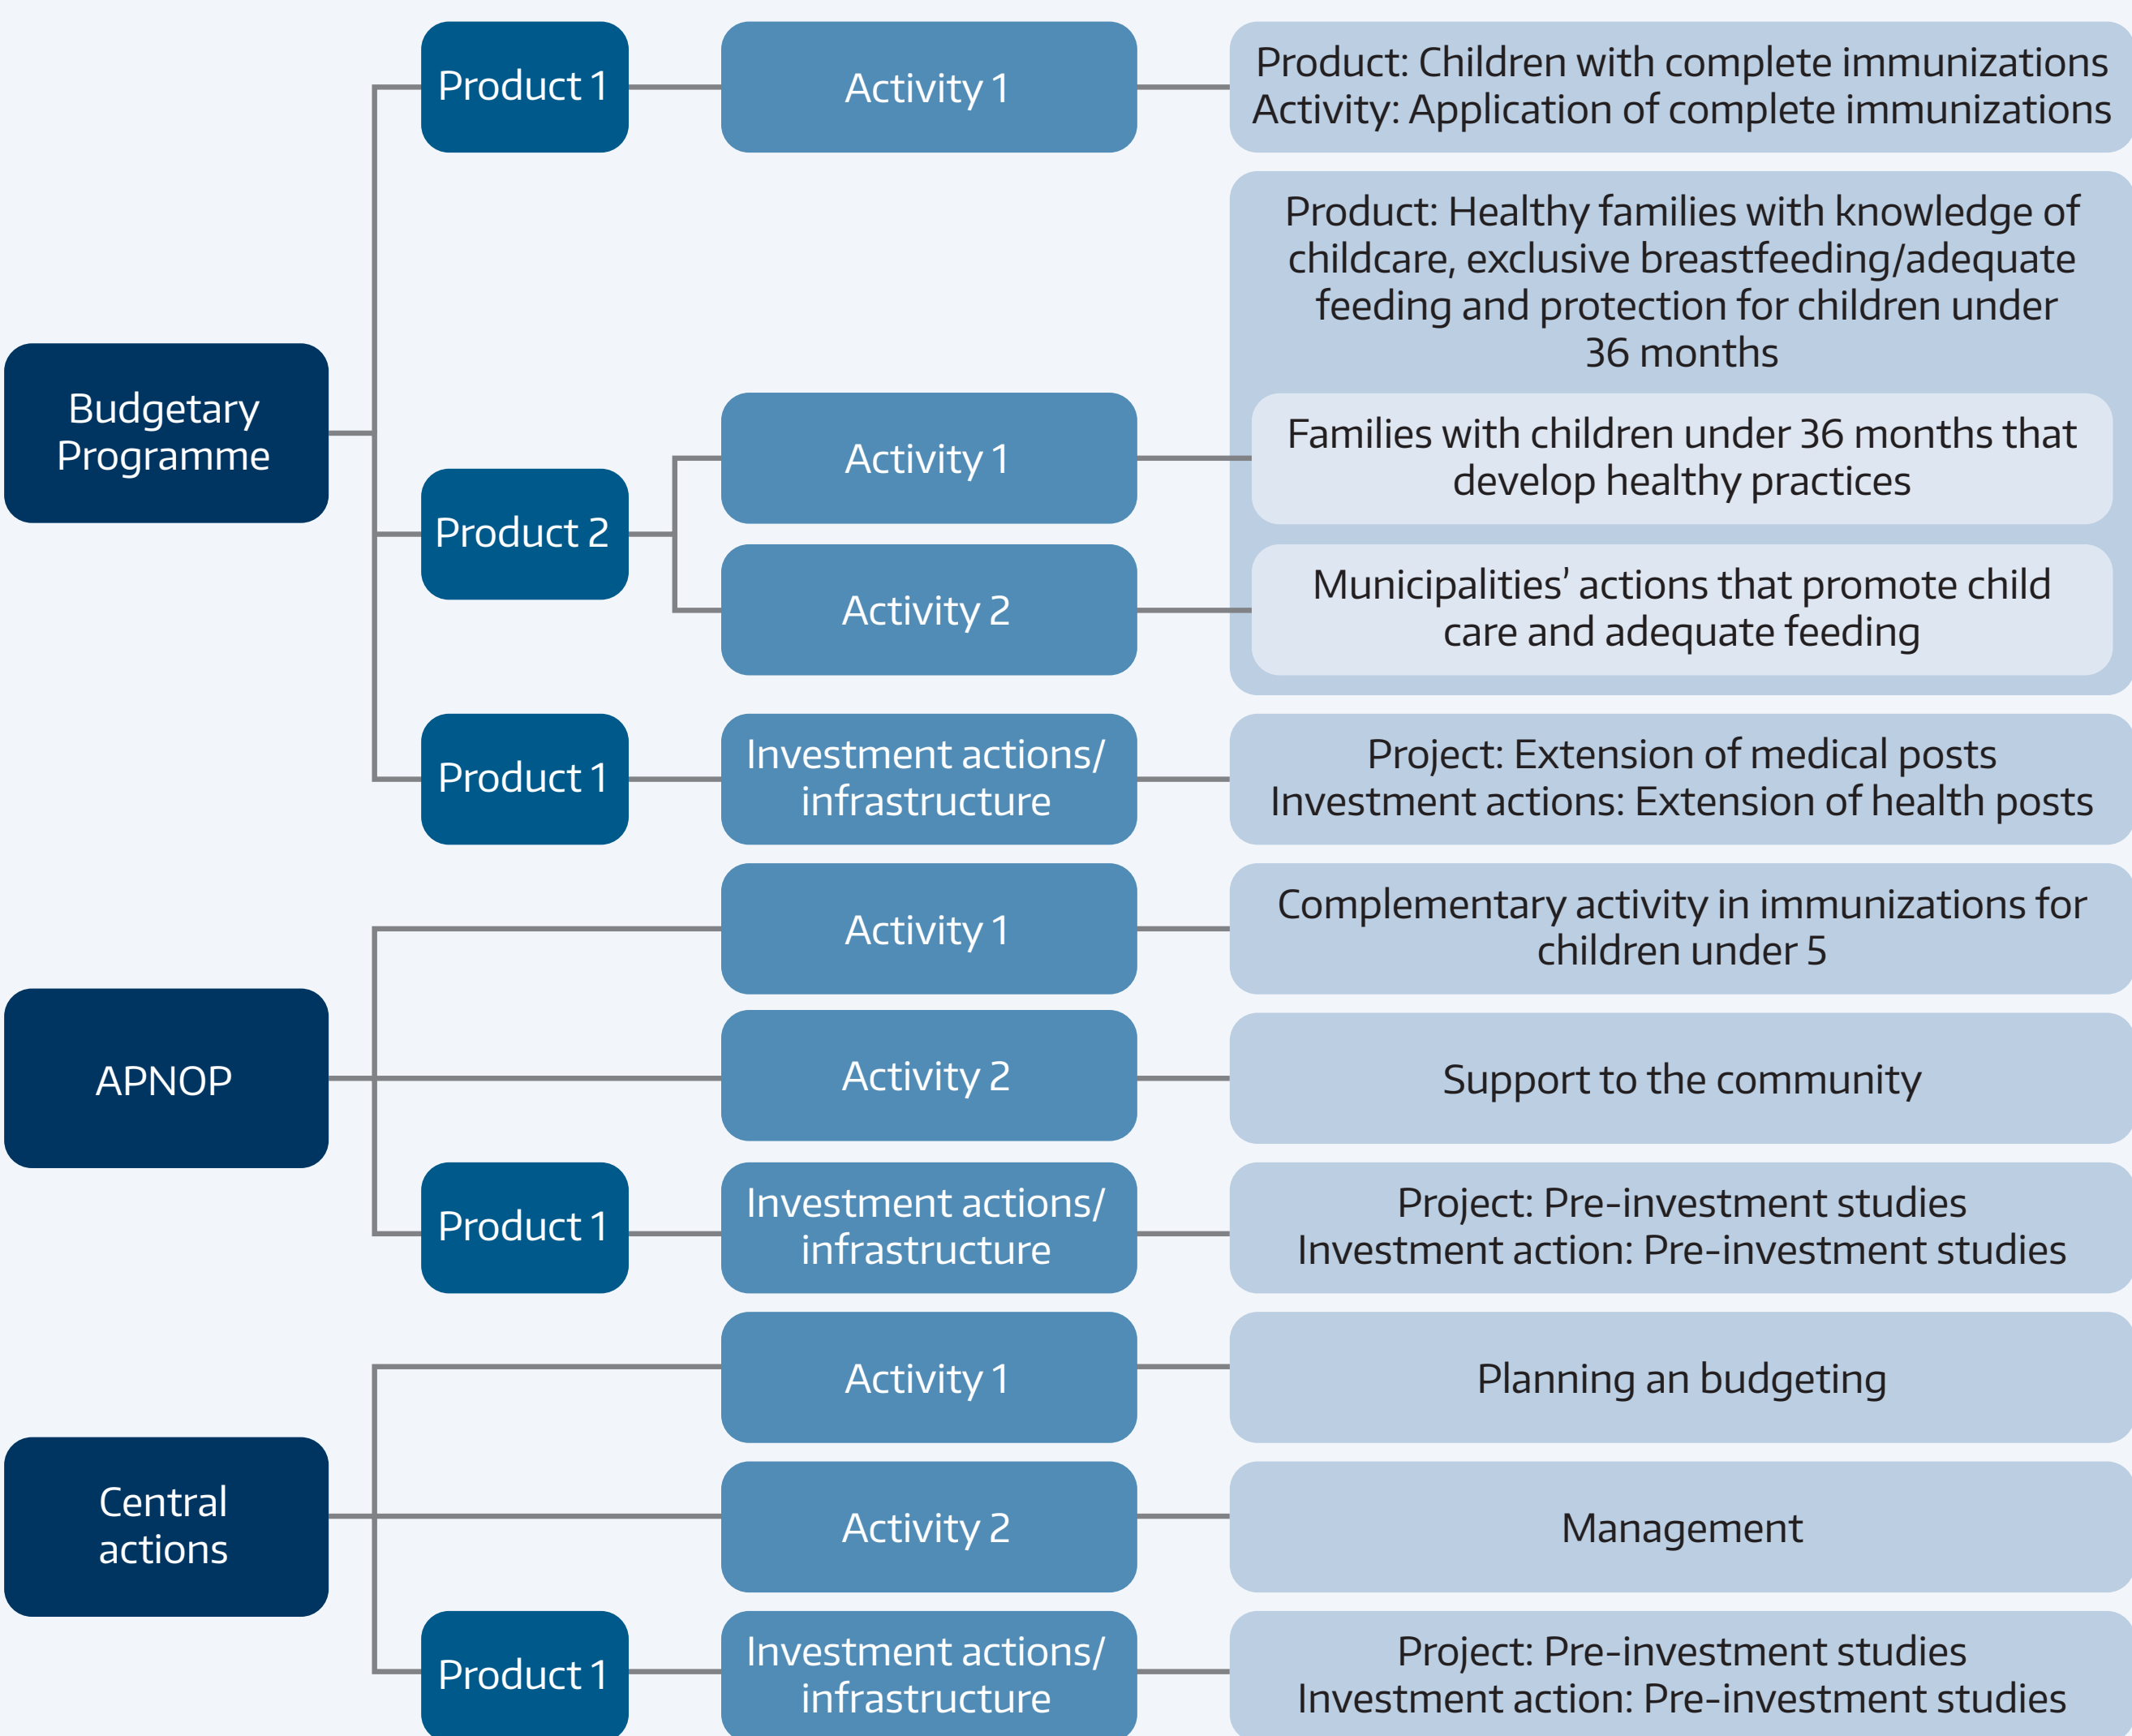 Budgetary
Programme
Product 1
Activity 1
Product: Children with complete immunizations
Activity: Application of complete immunizations
Product 2
Product: Healthy families with knowledge of
childcare, exclusive breastfeeding/adequate
feeding and protection for children under
36 months
Activity 1
Families with children under 36 months that
develop healthy practices
Activity 2
Municipalities’ actions that promote child
care and adequate feeding
Product 1
Investment actions/
infrastructure
Project: Extension of medical posts
Investment actions: Extension of health posts
APNOP
Activity 1
Complementary activity in immunizations for
children under 5
Activity 2
Support to the community
Product 1
Investment actions/
infrastructure
Project: Pre-investment studies
Investment action: Pre-investment studies
Central
actions
Activity 1
Planning an budgeting
Activity 2
Management
Product 1
Investment actions/
infrastructure
Project: Pre-investment studies
Investment action: Pre-investment studies